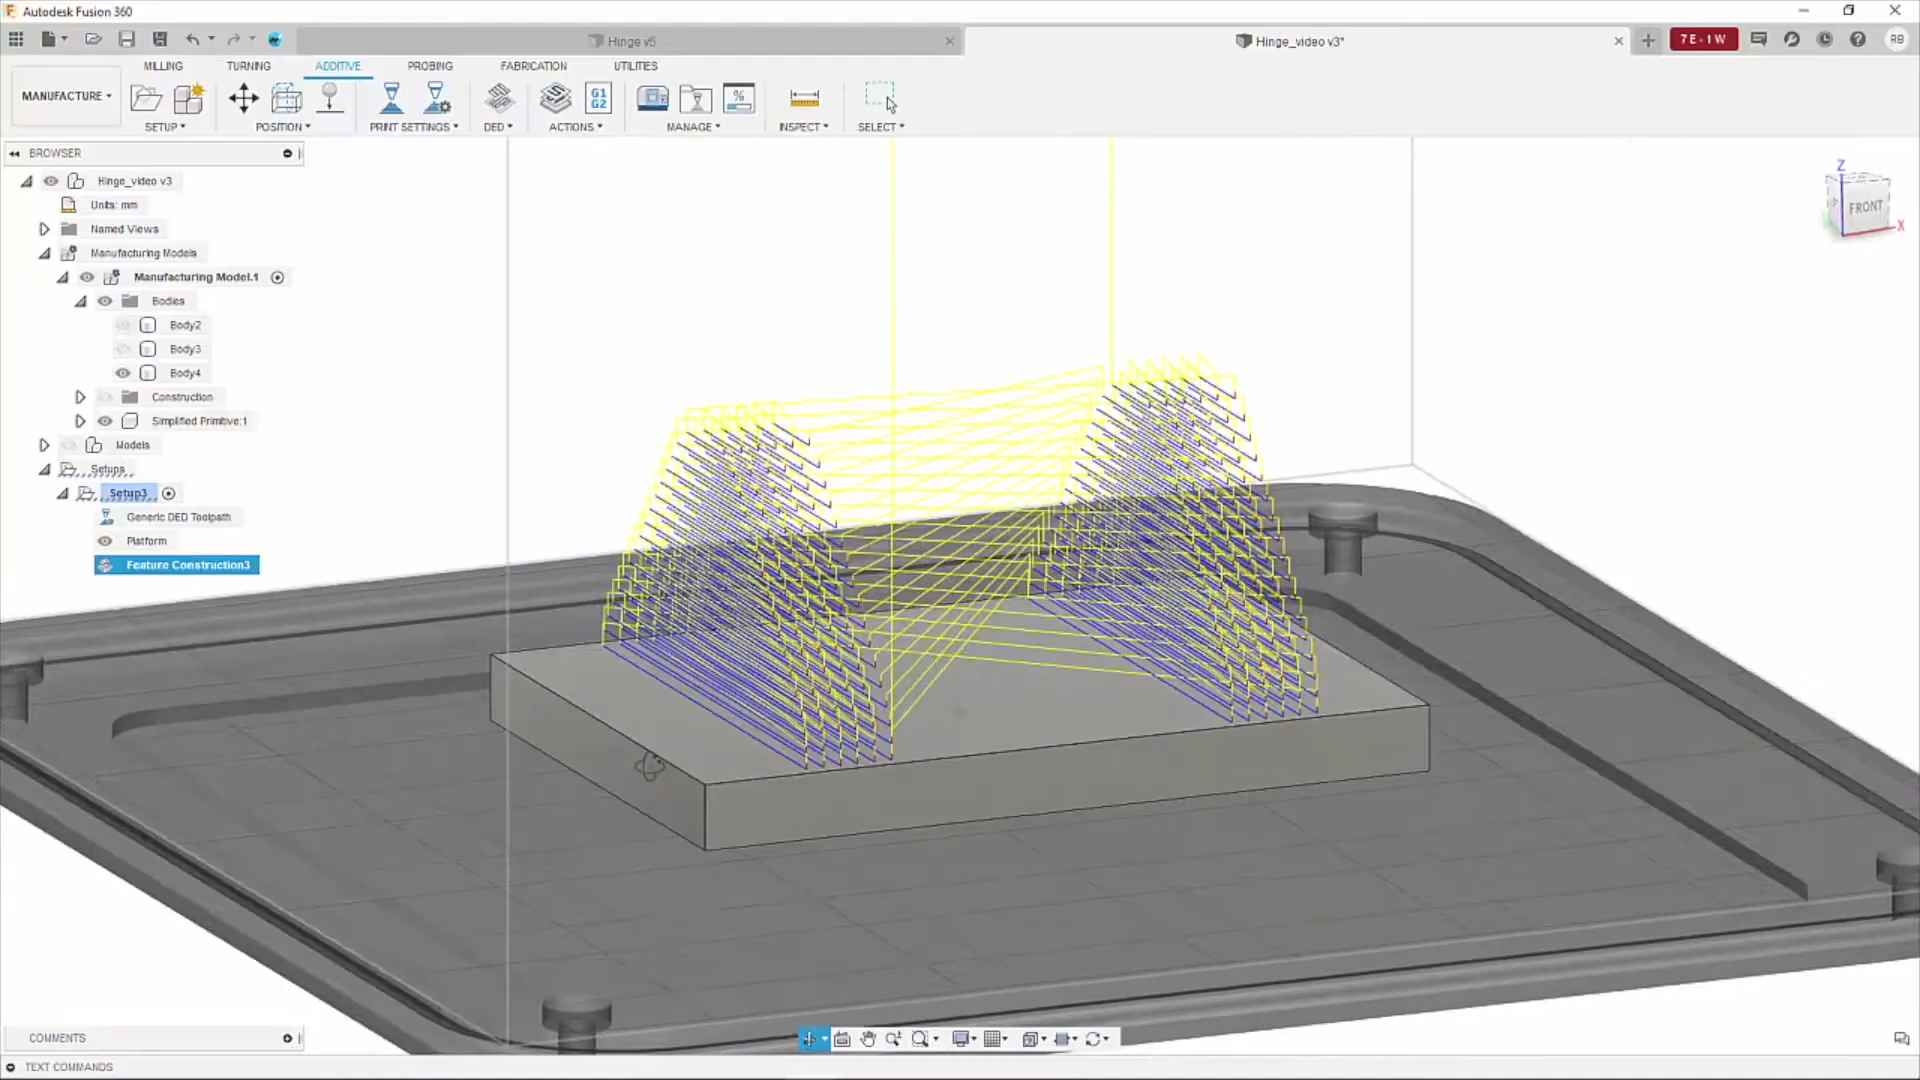 Autodesk Fusion 360
Hinge v5
Hinge_video v3*
7E-1W
RB
MILLING TURNING ADDITIVE PROBING FABRICATION UTILITIES
MANUFACTURE
G1
G2
%
SETUP POSITION PRINT SETTINGS DED ACTIONS MANAGE INSPECT SELECT
BROWSER
Hinge_video v3
Units: mm
Named Views
Manufacturing Models
Manufacturing Model.1
Bodies
Body2
Body3
Body4
Construction
Simplified Primitive:1
Models
Setups
Setup3
Generic DED Toolpath
Platform
Feature Construction3
Z
FRONT
X
COMMENTS
TEXT COMMANDS